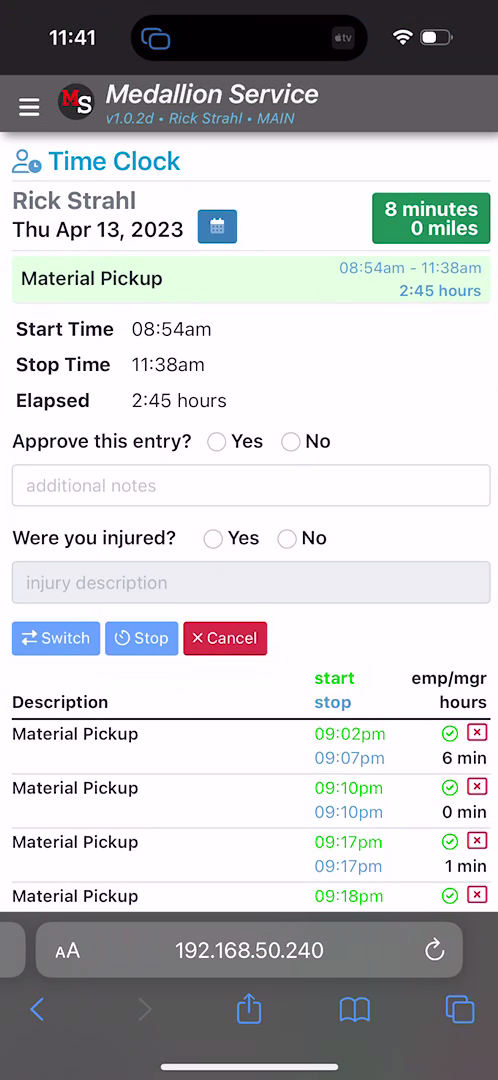 11:41
tv
MS
Medallion Service
v1.0.2d • Rick Strahl • MAIN
Time Clock
Rick Strahl
Thu Apr 13, 2023
8 minutes
0 miles
Material Pickup
08:54am - 11:38am
2:45 hours
Start Time 08:54am
Stop Time 11:38am
Elapsed 2:45 hours
Approve this entry? Yes No
additional notes
Were you injured? Yes No
injury description
Switch Stop × Cancel
start emp/mgr
Description stop hours
Material Pickup 09:02pm
09:07pm 6 min
Material Pickup 09:10pm
09:10pm 0 min
Material Pickup 09:17pm
09:17pm 1 min
Material Pickup 09:18pm
AA 192.168.50.240